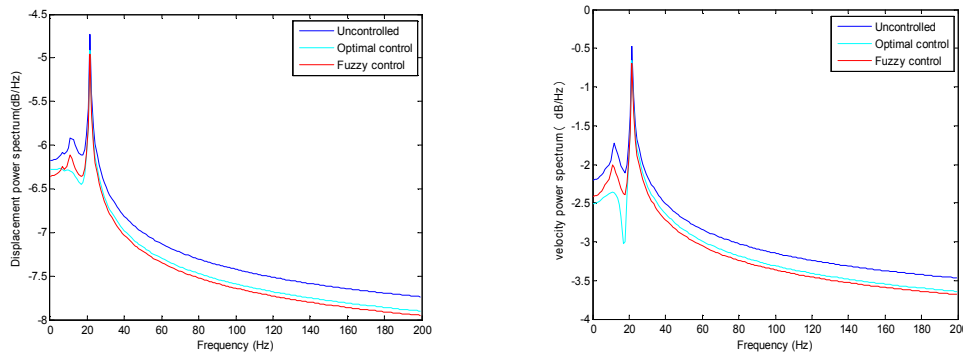 -4.5
-5
-5.5
-6
-6.5
-7
-7.5
-8
Displacement power spectrum(dB/Hz)
Uncontrolled
Optimal control
Fuzzy control
0 20 40 60 80 100 120 140 160 180 200
Frequency (Hz)
0
-0.5
-1
-1.5
-2
-2.5
-3
-3.5
-4
velocity power spectrum( dB/Hz)
Uncontrolled
Optimal control
Fuzzy control
0 20 40 60 80 100 120 140 160 180 200
Frequency (Hz)